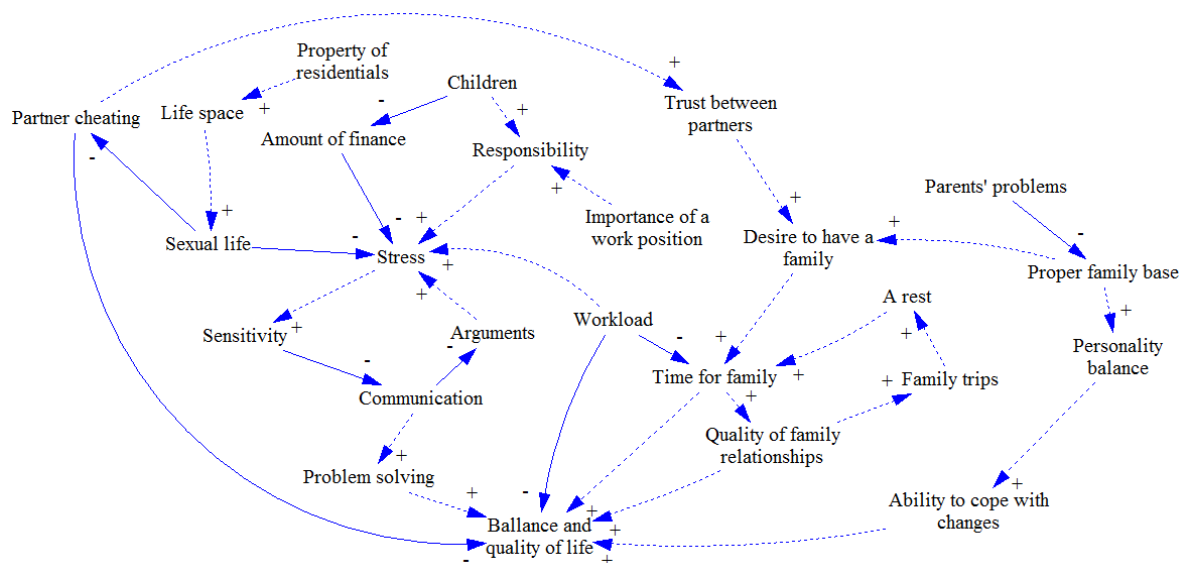 Property of
residentials
Children
+
-
+
+
Life space
+
Trust between
partners
Partner cheating
Amount of finance
-
Responsibility
+
Parents' problems
Importance of a
work position
+
-
+
+
+
-
Sexual life
-
Stress
Desire to have a
family
Proper family base
+
+
A rest
+
Sensitivity
+
-
-
Arguments
Workload
-
+
+
Personality
balance
Communication
Time for family
+
+
+
Family trips
Quality of family
relationships
+
Problem solving
+
-
+
+
+
Ability to cope with
changes
Ballance and
quality of life
-
+